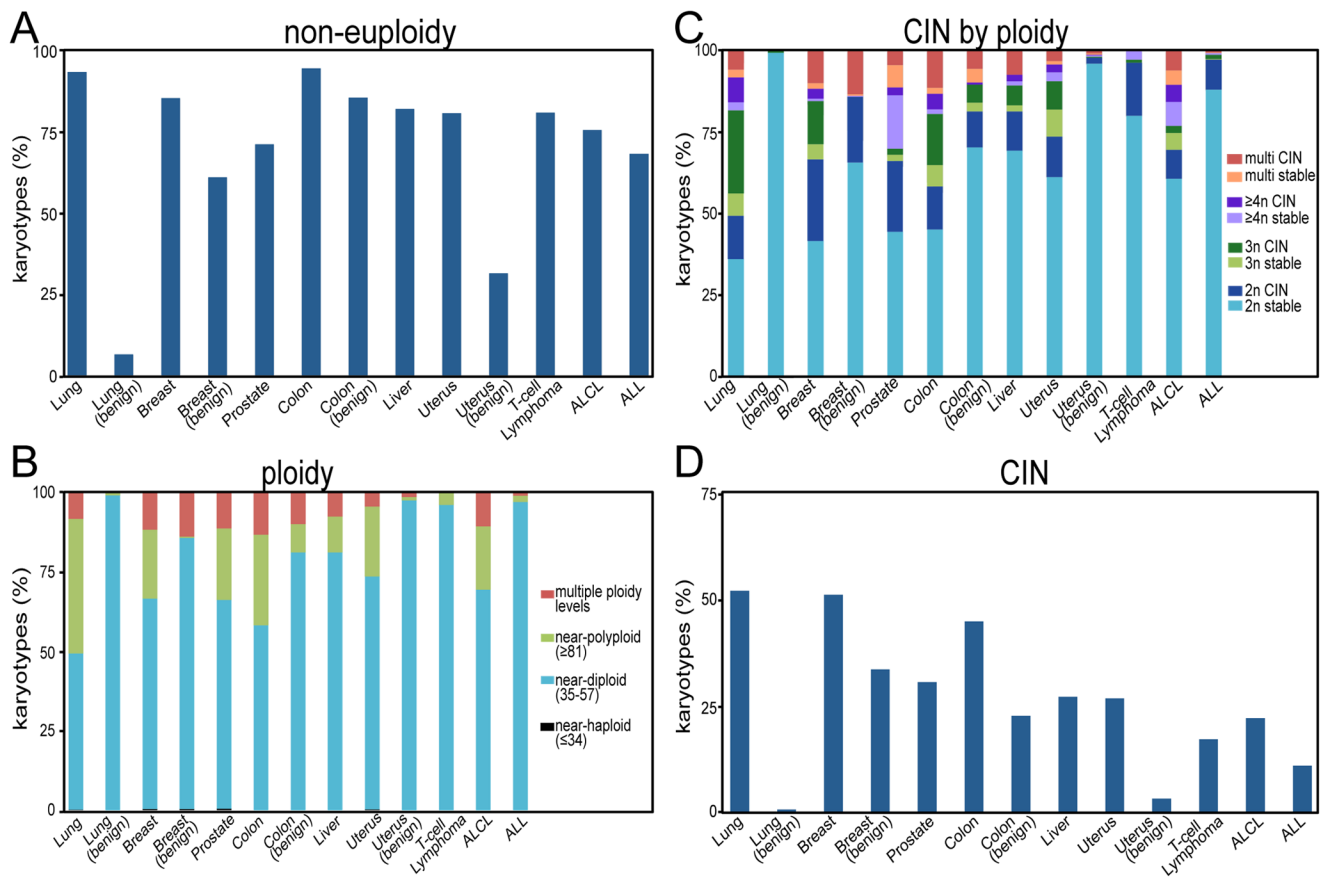 A
non-euploidy
karyotypes (%)
100
75
50
25
0
Lung
Lung
(benign)
Breast
Breast
(benign)
Prostate
Colon
Colon
(benign)
Liver
Uterus
Uterus
(benign)
T-cell
Lymphoma
ALCL
ALL
B
ploidy
karyotypes (%)
100
75
50
25
0
multiple ploidy
levels
near-polyploid
(≥81)
near-diploid
(35-57)
near-haploid
(≤34)
Lung
Lung
(benign)
Breast
Breast
(benign)
Prostate
Colon
Colon
(benign)
Liver
Uterus
Uterus
(benign)
T-cell
Lymphoma
ALCL
ALL
C
CIN by ploidy
karyotypes (%)
100
75
50
25
0
multi CIN
multi stable
≥4n CIN
≥4n stable
3n CIN
3n stable
2n CIN
2n stable
Lung
Lung
(benign)
Breast
Breast
(benign)
Prostate
Colon
Colon
(benign)
Liver
Uterus
Uterus
(benign)
T-cell
Lymphoma
ALCL
ALL
D
CIN
karyotypes (%)
75
50
25
0
Lung
Lung
(benign)
Breast
Breast
(benign)
Prostate
Colon
Colon
(benign)
Liver
Uterus
Uterus
(benign)
T-cell
Lymphoma
ALCL
ALL